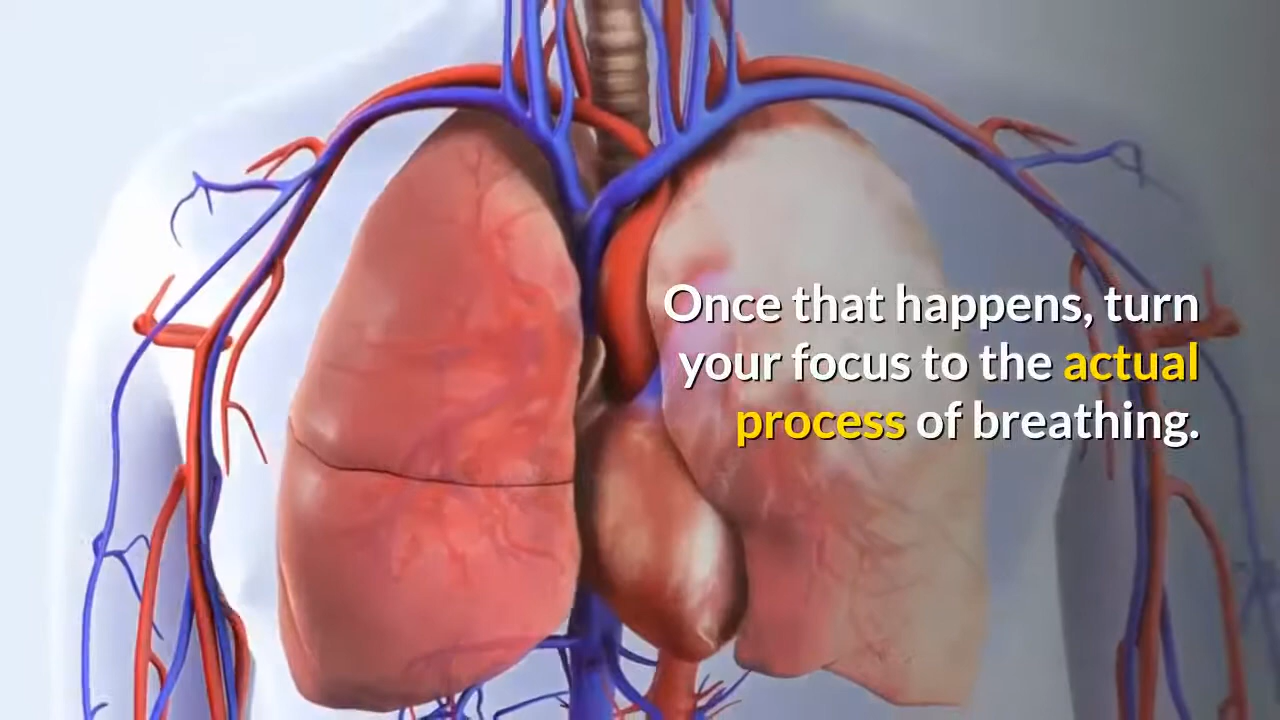 Once that happens, turn
your focus to the actual
process of breathing.